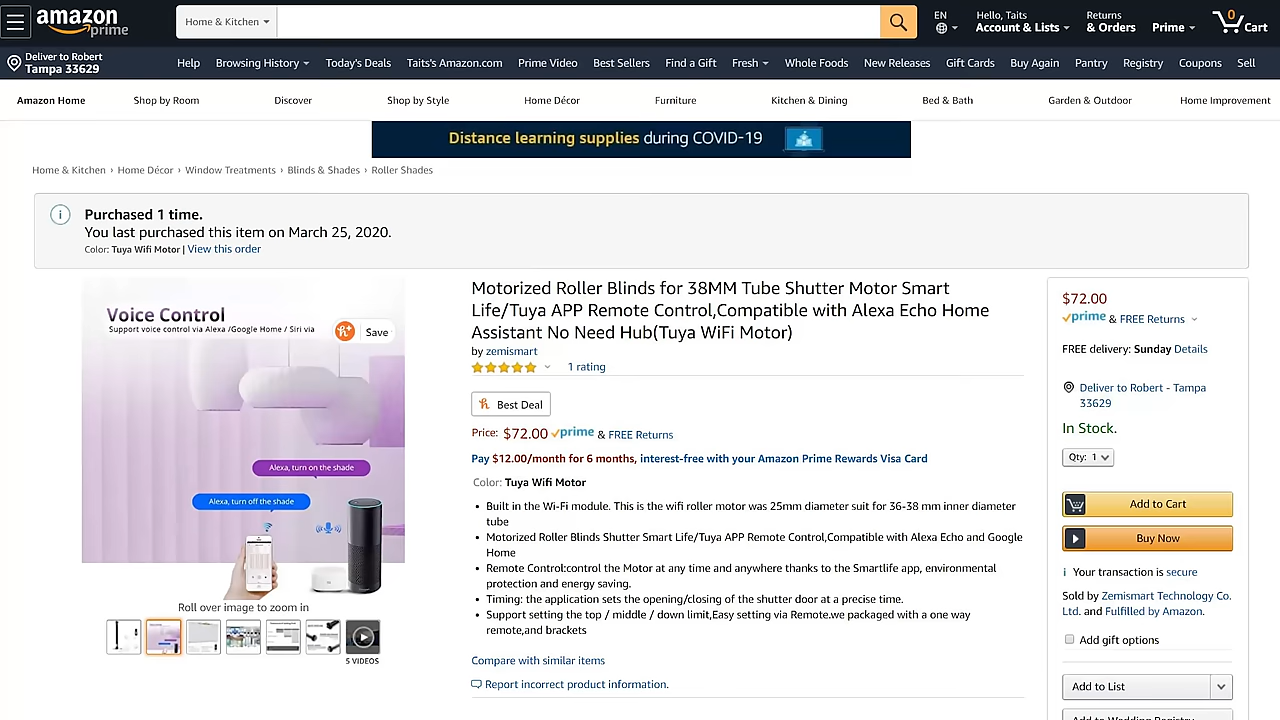 amazon
prime
Home & Kitchen
EN
Hello, Taits
Account & Lists
Returns
& Orders
Prime
0
Cart
Deliver to Robert
Tampa 33629
Help
Browsing History
Today's Deals
Taits's Amazon.com
Prime Video
Best Sellers
Find a Gift
Fresh
Whole Foods
New Releases
Gift Cards
Buy Again
Pantry
Registry
Coupons
Sell
Amazon Home
Shop by Room
Discover
Shop by Style
Home Décor
Furniture
Kitchen & Dining
Bed & Bath
Garden & Outdoor
Home Improvement
Distance learning supplies during COVID-19
Home & Kitchen › Home Décor › Window Treatments › Blinds & Shades › Roller Shades
Purchased 1 time.
You last purchased this item on March 25, 2020.
Color: Tuya Wifi Motor | View this order
Voice Control
Support voice control via Alexa /Google Home / Siri via
Save
Alexa, turn on the shade
Alexa, turn off the shade
Roll over image to zoom in
5 VIDEOS
Motorized Roller Blinds for 38MM Tube Shutter Motor Smart
Life/Tuya APP Remote Control,Compatible with Alexa Echo Home
Assistant No Need Hub(Tuya WiFi Motor)
by zemismart
1 rating
Best Deal
Price: $72.00 prime & FREE Returns
Pay $12.00/month for 6 months, interest-free with your Amazon Prime Rewards Visa Card
Color: Tuya Wifi Motor
• Built in the Wi-Fi module. This is the wifi roller motor was 25mm diameter suit for 36-38 mm inner diameter
tube
• Motorized Roller Blinds Shutter Smart Life/Tuya APP Remote Control,Compatible with Alexa Echo and Google
Home
• Remote Control:control the Motor at any time and anywhere thanks to the Smartlife app, environmental
protection and energy saving.
• Timing: the application sets the opening/closing of the shutter door at a precise time.
• Support setting the top / middle / down limit,Easy setting via Remote.we packaged with a one way
remote,and brackets
Compare with similar items
Report incorrect product information.
$72.00
prime & FREE Returns
FREE delivery: Sunday Details
Deliver to Robert - Tampa
33629
In Stock.
Qty: 1
Add to Cart
Buy Now
Your transaction is secure
Sold by Zemismart Technology Co.
Ltd. and Fulfilled by Amazon.
Add gift options
Add to List
Add to Wedding Registry